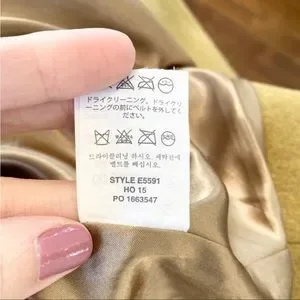 ドライクリーニング、ドライクリ
ーニングの前にベルトを外してく
ださい。
드라이클리닝 하시오. 세탁전에
벨트를 빼십시오.
STYLE E5591
HO 15
PO 1663547